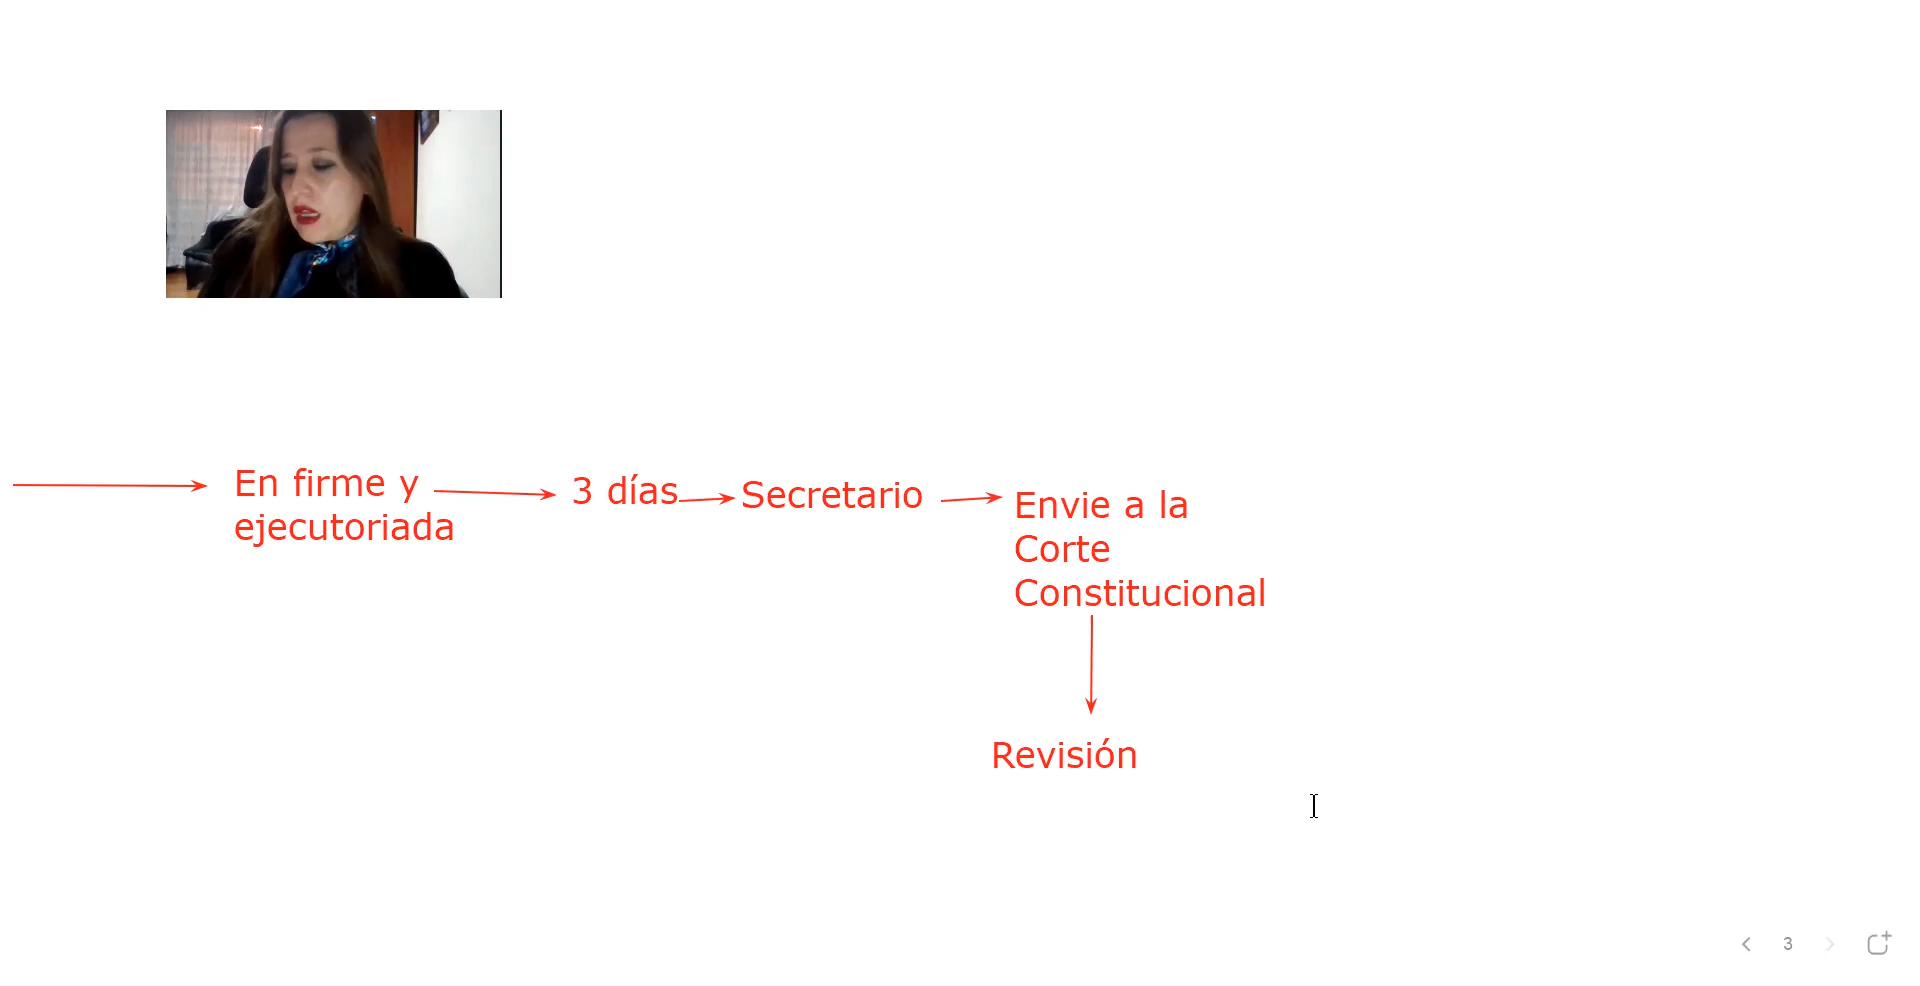 En firme y
ejecutoriada
3 días
Secretario
Envie a la
Corte
Constitucional
Revisión
3